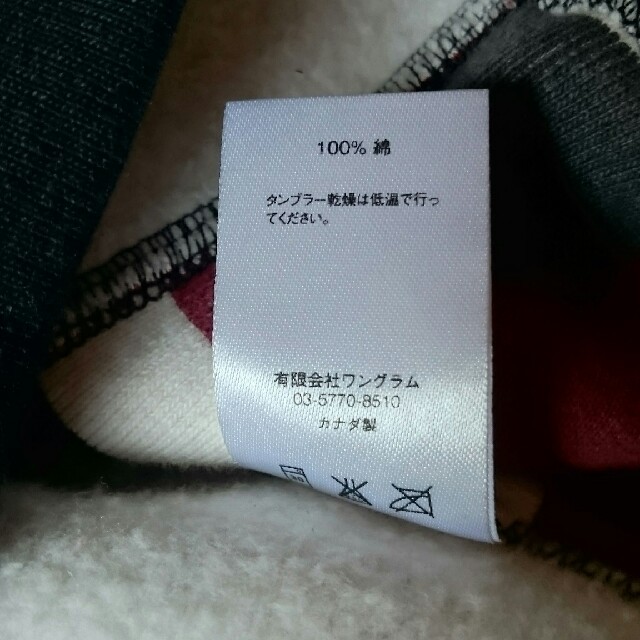 100% 綿
タンブラー乾燥は低温で行っ
てください。
有限会社ワングラム
03-5770-8510
カナダ製